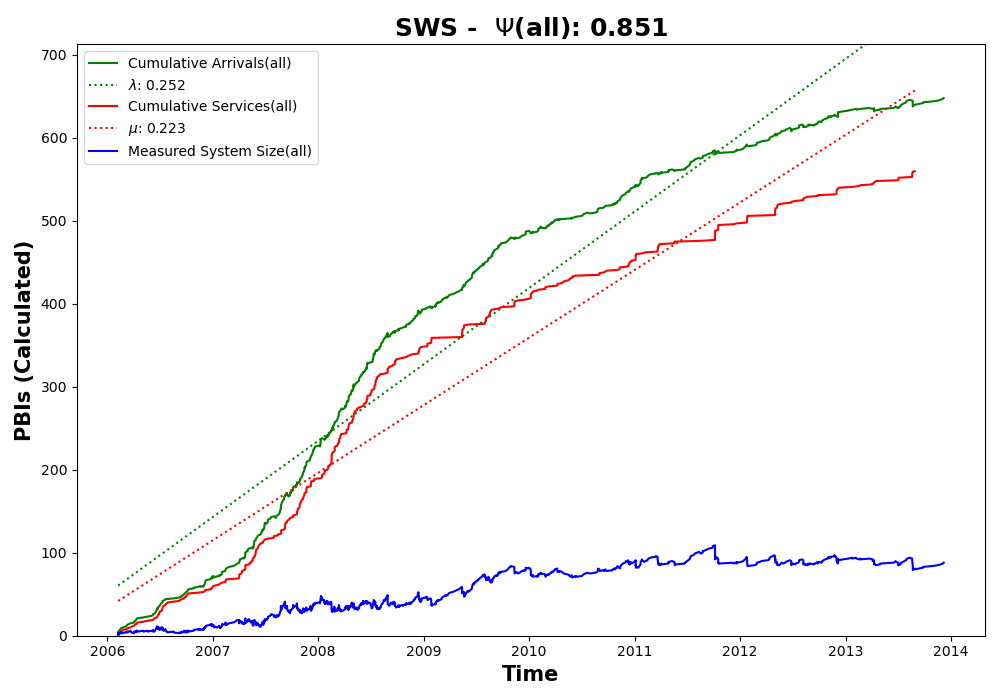 SWS - Ψ(all): 0.851
Cumulative Arrivals(all)
λ: 0.252
Cumulative Services(all)
μ: 0.223
Measured System Size(all)
PBIs (Calculated)
700
600
500
400
300
200
100
0
2006 2007 2008 2009 2010 2011 2012 2013 2014
Time